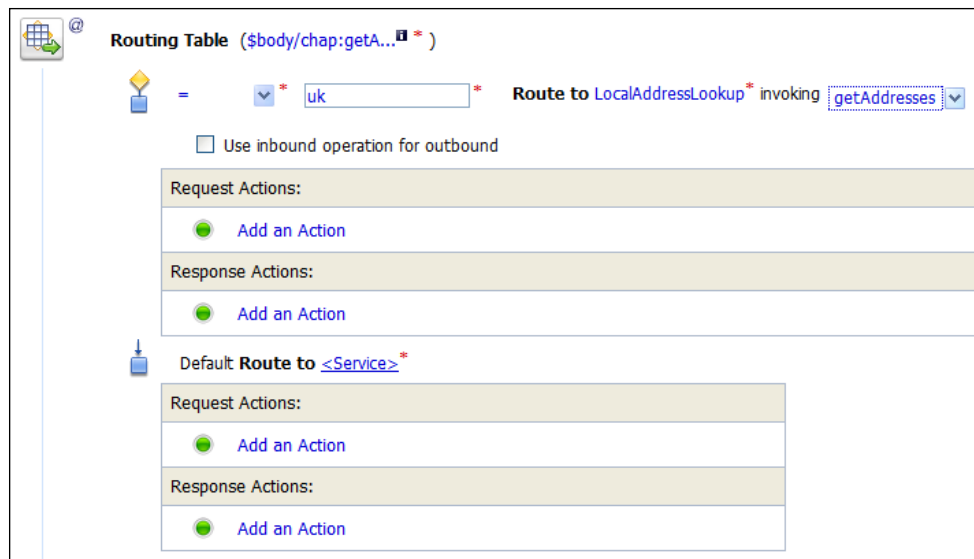 @
Routing Table ($body/chap:getA...i * )
= * uk * Route to LocalAddressLookup* invoking getAddresses
Use inbound operation for outbound
Request Actions:
Add an Action
Response Actions:
Add an Action
Default Route to <Service>*
Request Actions:
Add an Action
Response Actions:
Add an Action